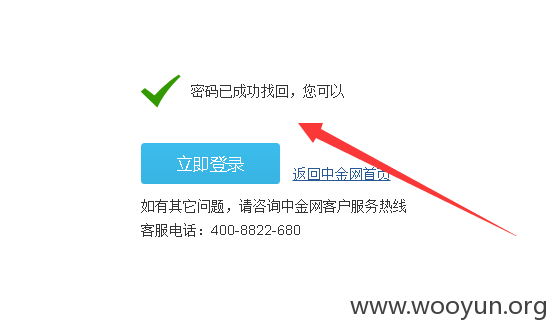 密码已成功找回，您可以
立即登录
返回中金网首页
如有其它问题，请咨询中金网客户服务热线
客服电话：400-8822-680
www.wooyun.org